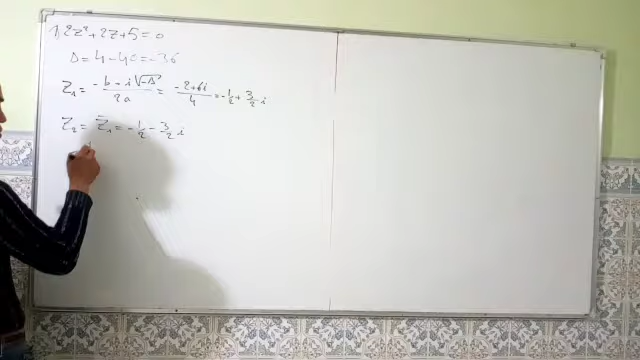 1) 2z² + 2z + 5 = 0
Δ = 4 - 40 = -36
Z₁ = -b - i√-Δ / 2a = -2+6i / 4 = -1/2 + 3/2 i
Z₂ = Z̄₁ = -1/2 - 3/2 i